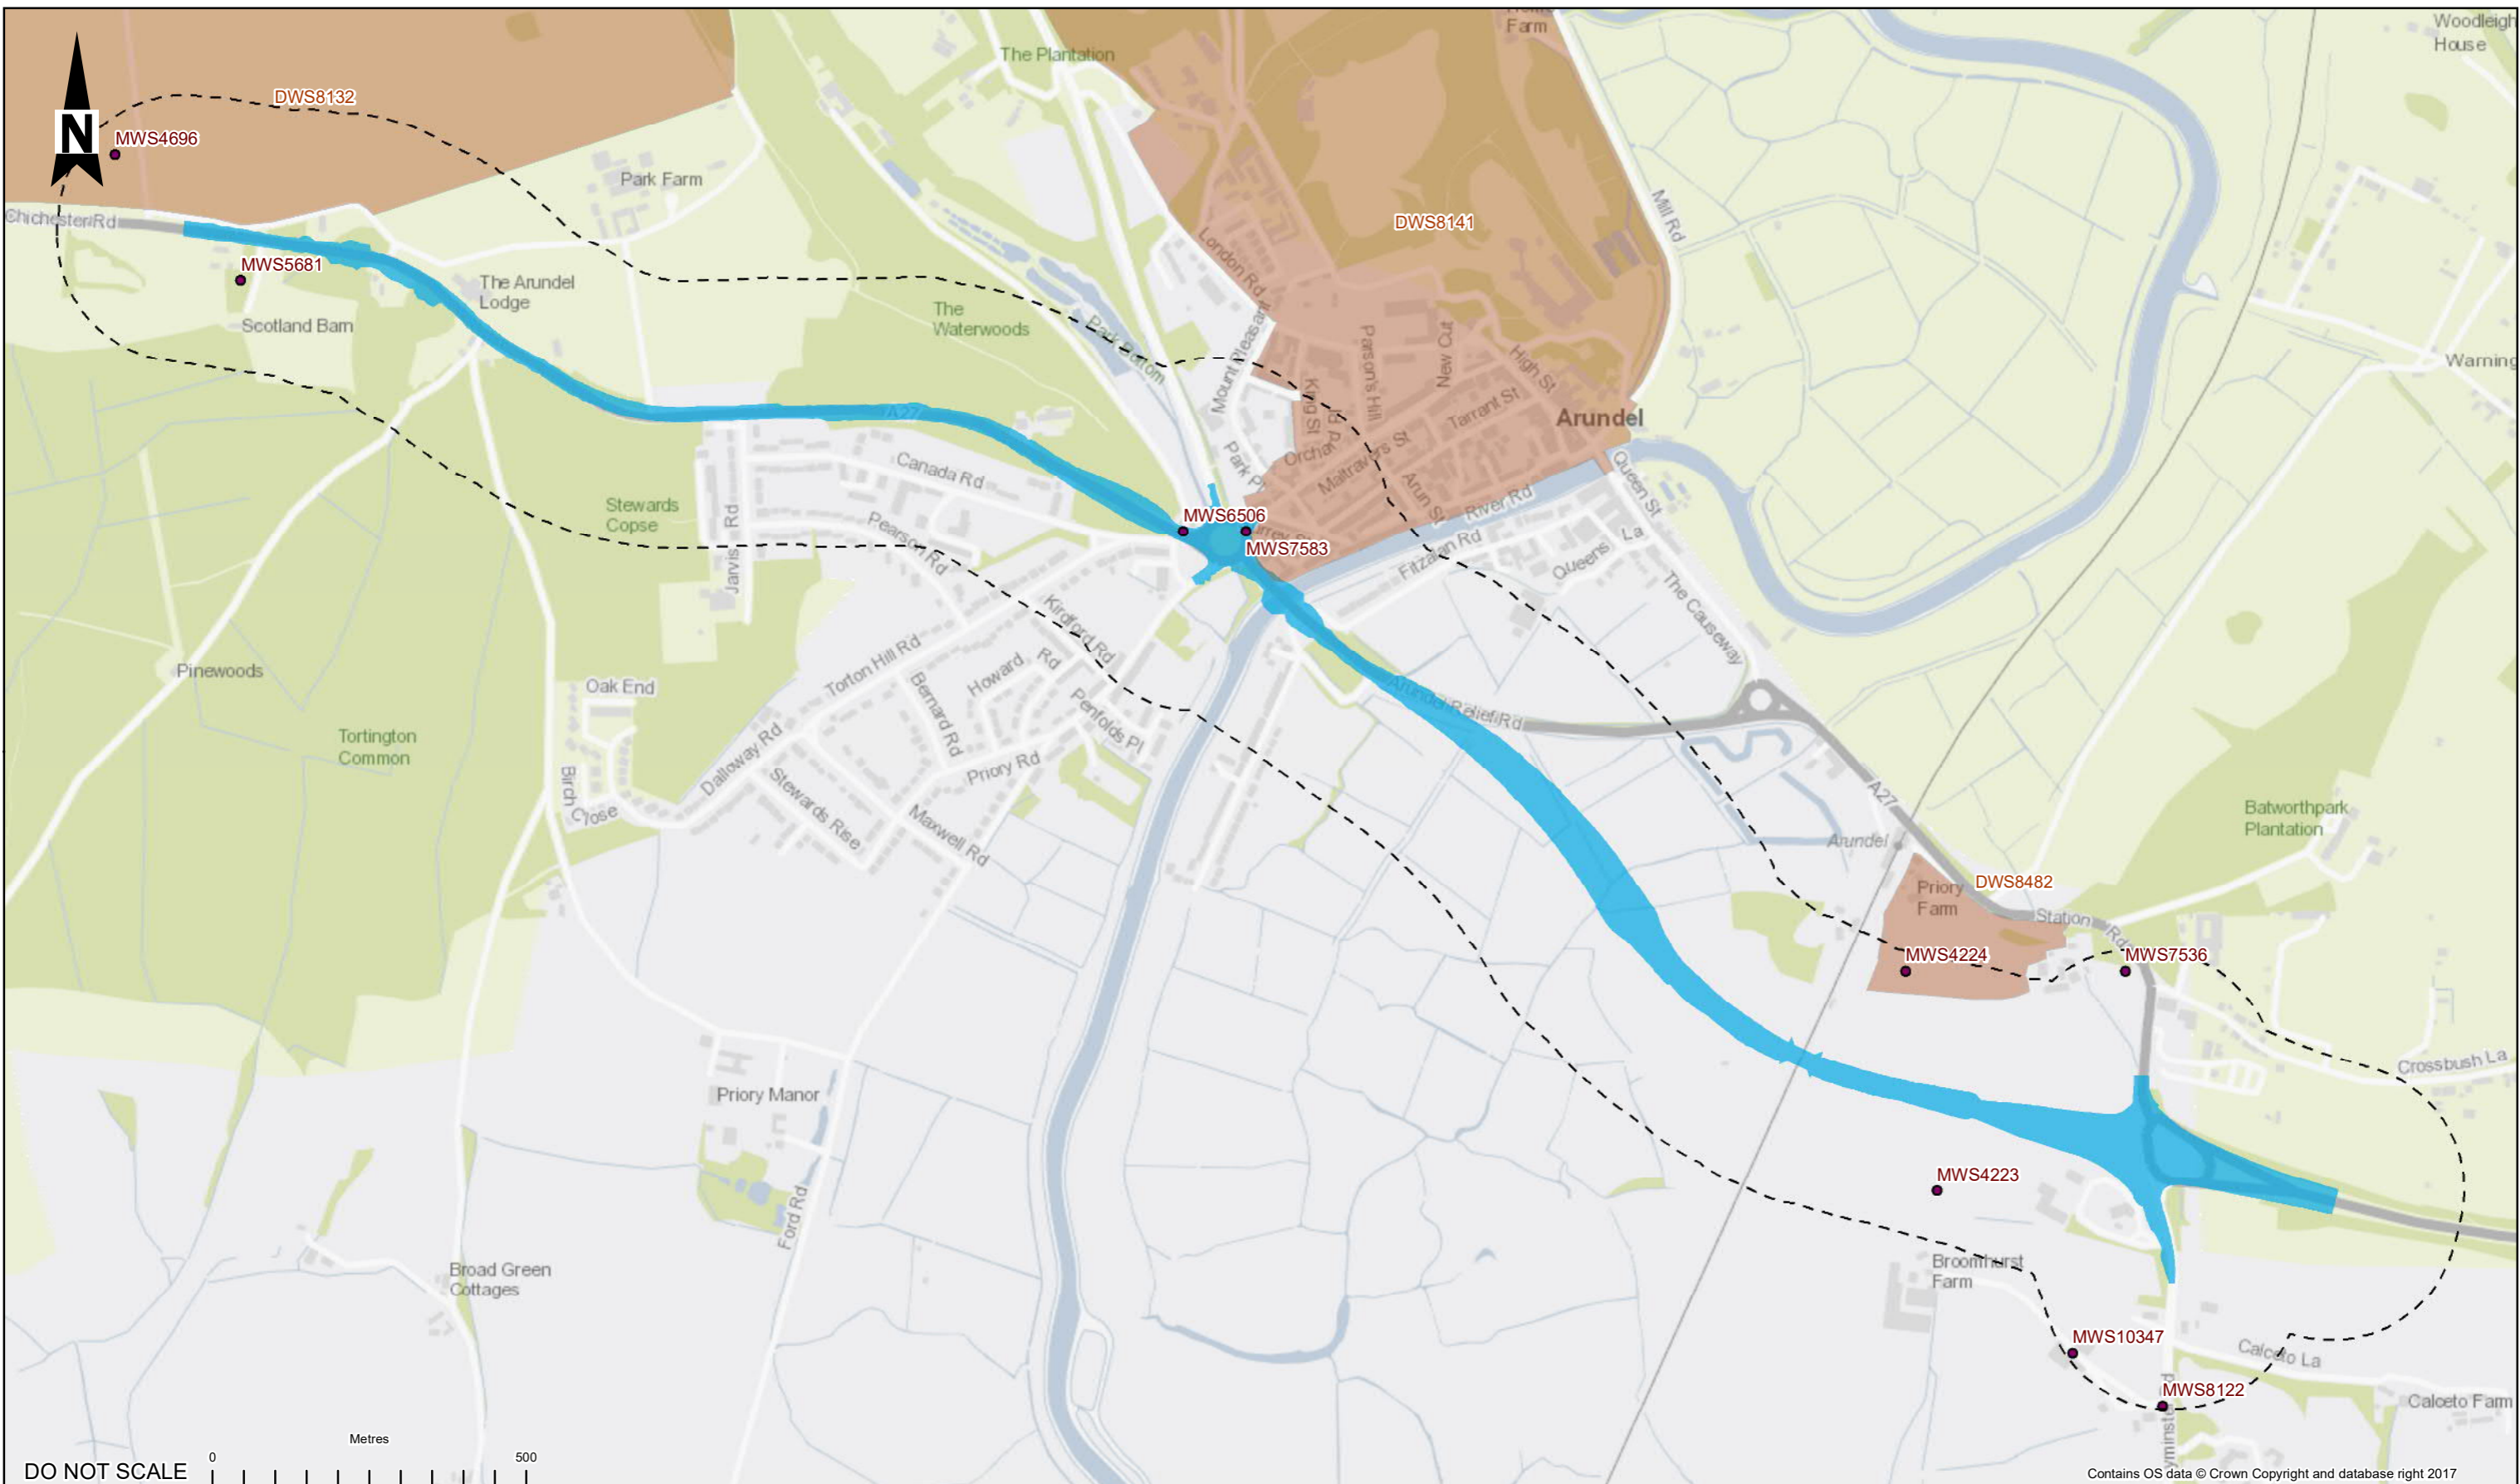 Farm
Woodleigh
House
The Plantation
N
DWS8132
MWS4696
Park Farm
Mill Rd
DWS8141
Chichester Rd
London Rd
MWS5681
The Arundel
Lodge
Scotland Barn
The
Waterwoods
Park Bottom
Mount Pleasant
King St
Parson's Hill
New Cut
High St
Warning
A27
Tarrant St
Arundel
Maltravers St
Park Pl
Arun St
Queen St
Canada Rd
Stewards
Copse
Jarvis Rd
Pearson Rd
MWS6506
MWS7583
River Rd
Fitzalan Rd
Queens La
The Causeway
Kirdford Rd
Torton Hill Rd
Howard Rd
Bernard Rd
Penfolds Pl
Pinewoods
Oak End
Arundel Relief Rd
Tortington
Common
Birch Close
Dalloway Rd
Stewards Rise
Priory Rd
Maxwell Rd
A27
Arundel
Batworthpark
Plantation
DWS8482
Priory
Farm
Station Rd
MWS4224
MWS7536
Crossbush La
Priory Manor
Ford Rd
MWS4223
Broad Green
Cottages
Broomhurst
Farm
MWS10347
Calceto La
MWS8122
Calceto Farm
Metres
0 500
DO NOT SCALE
Contains OS data © Crown Copyright and database right 2017